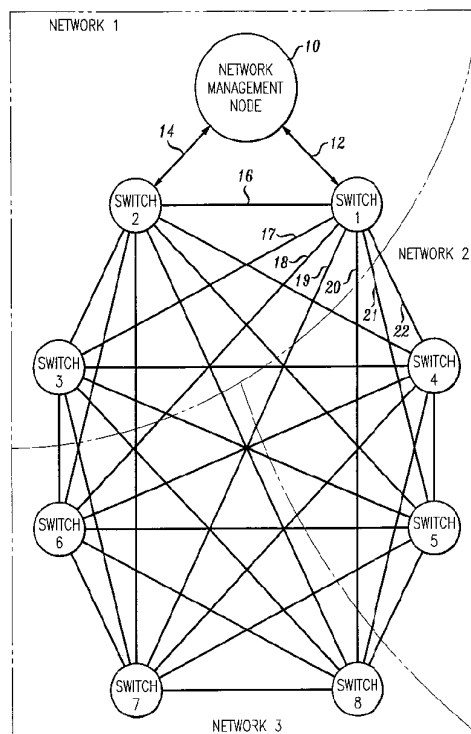 NETWORK 1
10
NETWORK
MANAGEMENT
NODE
14
12
16
SWITCH
2
SWITCH
1
17
18
19
20
21
22
NETWORK 2
SWITCH
3
SWITCH
4
SWITCH
6
SWITCH
5
SWITCH
7
SWITCH
8
NETWORK 3